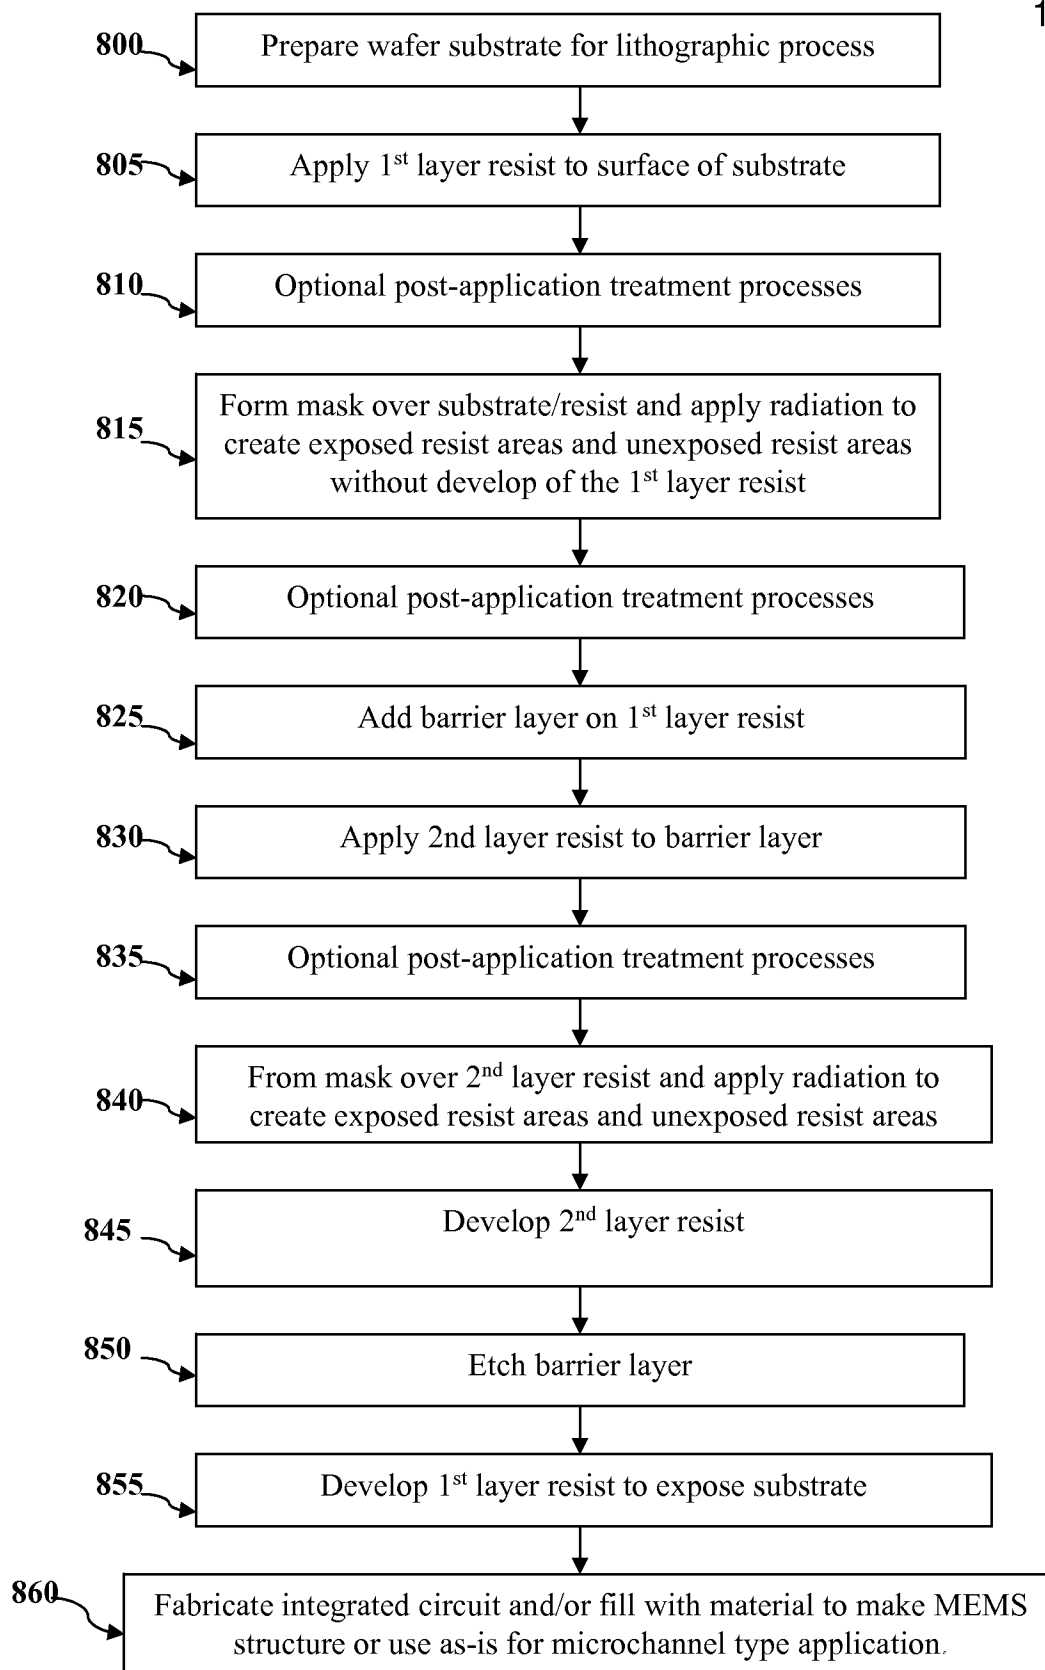 1
800
Prepare wafer substrate for lithographic process
805
Apply 1st layer resist to surface of substrate
810
Optional post-application treatment processes
815
Form mask over substrate/resist and apply radiation to
create exposed resist areas and unexposed resist areas
without develop of the 1st layer resist
820
Optional post-application treatment processes
825
Add barrier layer on 1st layer resist
830
Apply 2nd layer resist to barrier layer
835
Optional post-application treatment processes
840
From mask over 2nd layer resist and apply radiation to
create exposed resist areas and unexposed resist areas
845
Develop 2nd layer resist
850
Etch barrier layer
855
Develop 1st layer resist to expose substrate
860
Fabricate integrated circuit and/or fill with material to make MEMS
structure or use as-is for microchannel type application.